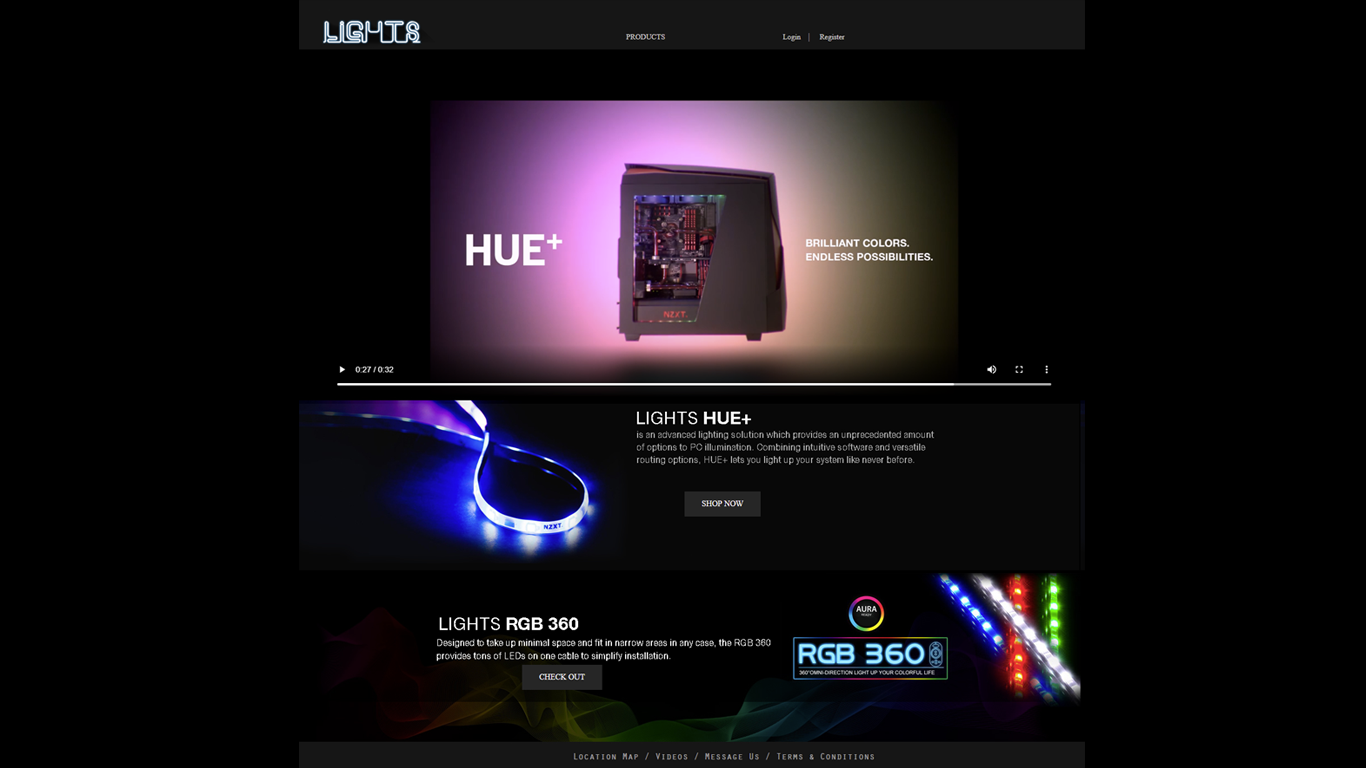 LIGHTS
PRODUCTS
Login | Register
HUE+
BRILLIANT COLORS.
ENDLESS POSSIBILITIES.
NZXT.
0:27 / 0:32
LIGHTS HUE+
is an advanced lighting solution which provides an unprecedented amount
of options to PC illumination. Combining intuitive software and versatile
routing options, HUE+ lets you light up your system like never before.
SHOP NOW
NZXT.
LIGHTS RGB 360
Designed to take up minimal space and fit in narrow areas in any case, the RGB 360
provides tons of LEDs on one cable to simplify installation.
CHECK OUT
AURA
RGB 360
360°OMNI-DIRECTION LIGHT UP YOUR COLORFUL LIFE
Location Map / Videos / Message Us / Terms & Conditions